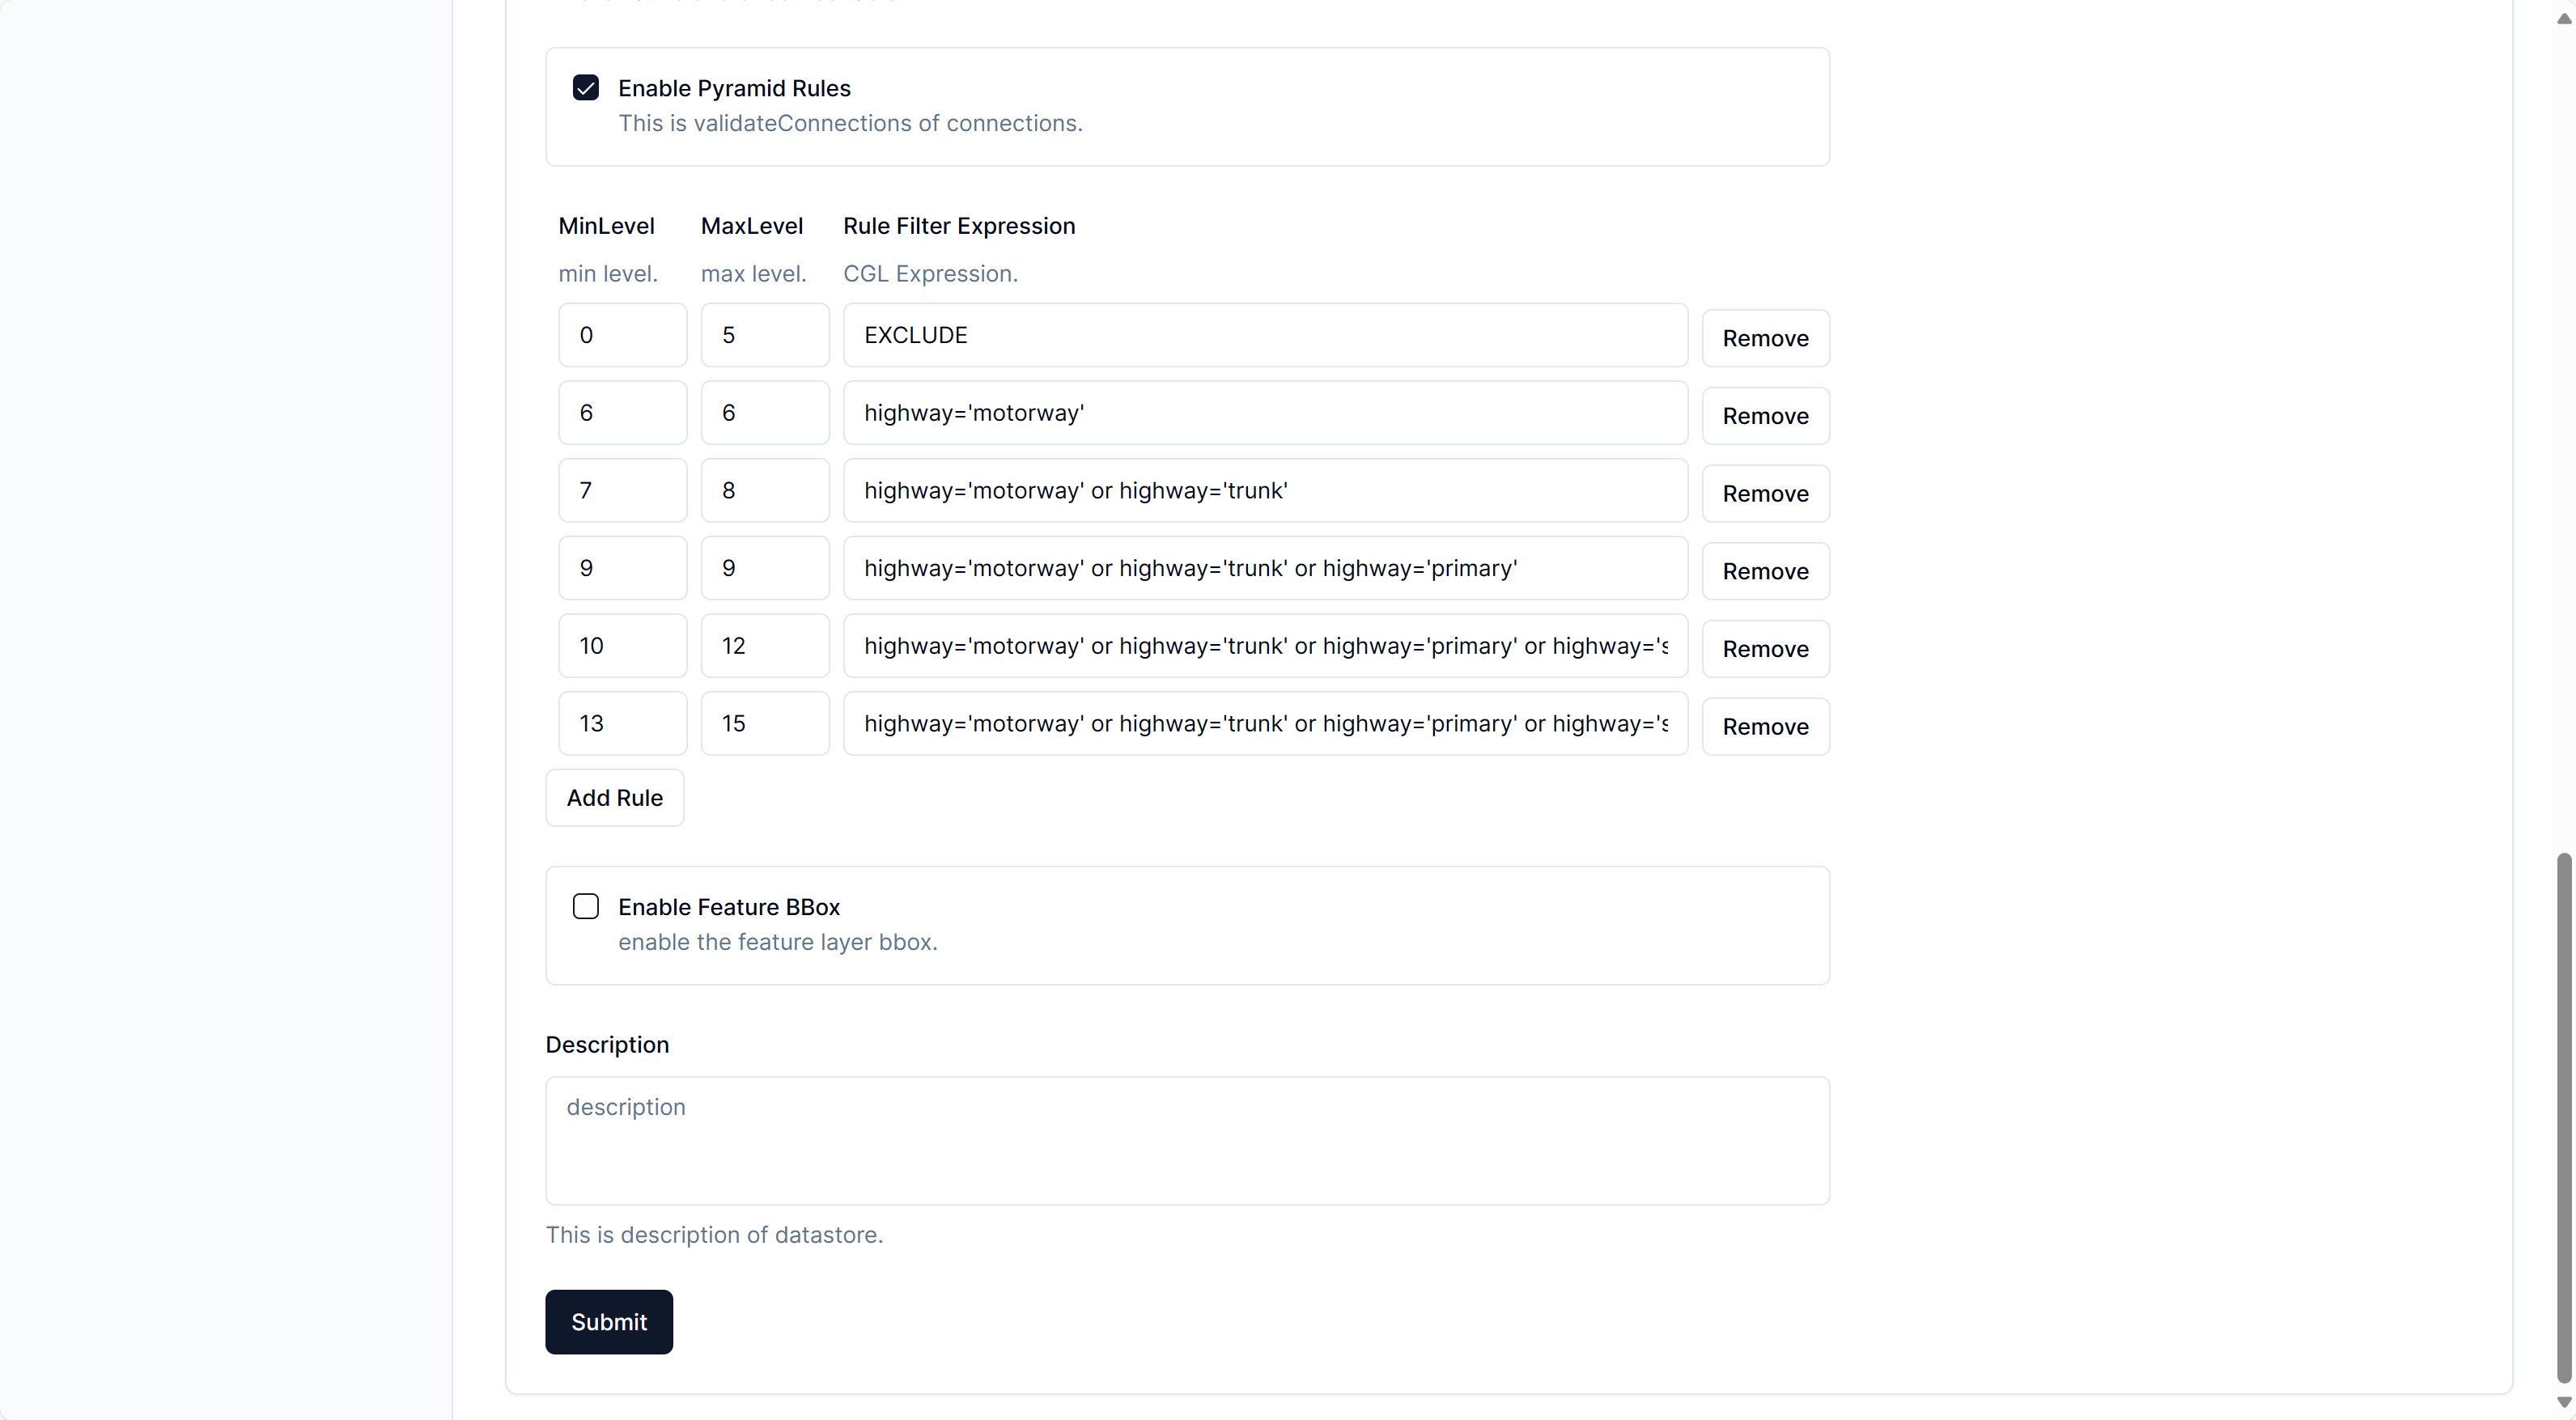 Enable Pyramid Rules
This is validateConnections of connections.
MinLevel MaxLevel Rule Filter Expression
min level. max level. CGL Expression.
0 5 EXCLUDE Remove
6 6 highway='motorway' Remove
7 8 highway='motorway' or highway='trunk' Remove
9 9 highway='motorway' or highway='trunk' or highway='primary' Remove
10 12 highway='motorway' or highway='trunk' or highway='primary' or highway='s Remove
13 15 highway='motorway' or highway='trunk' or highway='primary' or highway='s Remove
Add Rule
Enable Feature BBox
enable the feature layer bbox.
Description
description
This is description of datastore.
Submit